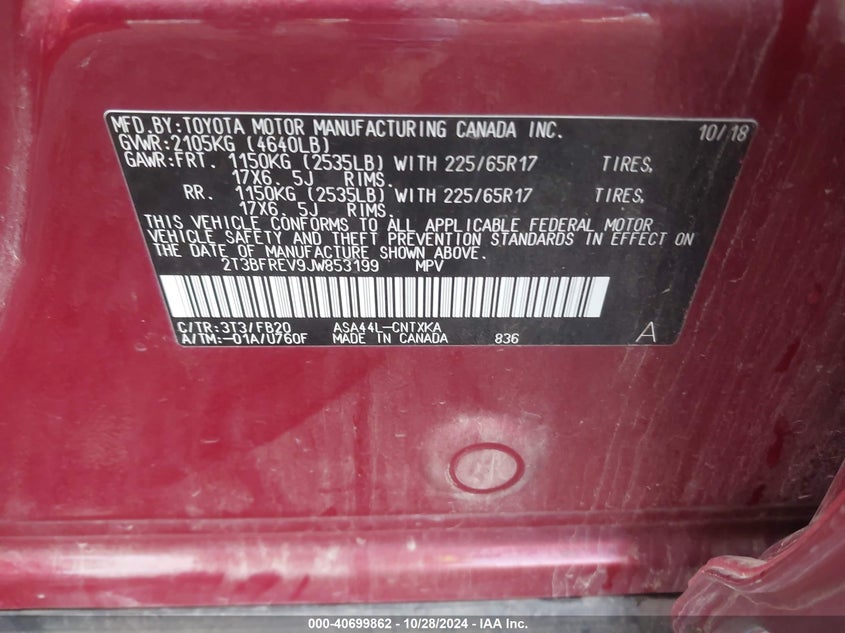 MFD.BY:TOYOTA MOTOR MANUFACTURING CANADA INC. 10/18
GVWR:2105KG (4640LB)
GAWR:FRT. 1150KG (2535LB) WITH 225/65R17 TIRES,
17X6. 5J RIMS.
RR. 1150KG (2535LB) WITH 225/65R17 TIRES,
17X6. 5J RIMS.
THIS VEHICLE CONFORMS TO ALL APPLICABLE FEDERAL MOTOR
VEHICLE SAFETY AND THEFT PREVENTION STANDARDS IN EFFECT ON
THE DATE OF MANUFACTURE SHOWN ABOVE.
2T3BFREV9JW853199 MPV
C/TR:3T3/FB20 ASA44L-CNTXKA
A/TM:-01A/U760F MADE IN CANADA 836 A
000-40699862 | 10/28/2024 - IAA Inc.